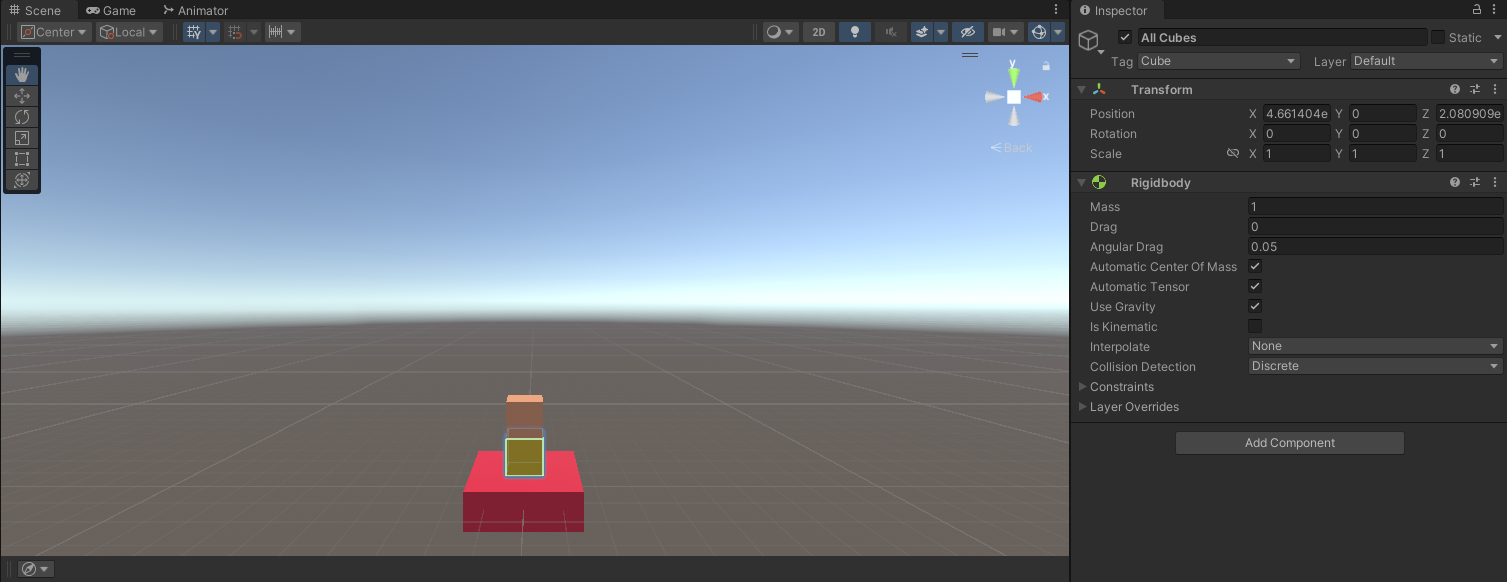 Scene Game Animator
Center Local 2D
y
x
Back
Inspector
All Cubes Static
Tag Cube Layer Default
Transform
Position X 4.661404e Y 0 Z 2.080909e
Rotation X 0 Y 0 Z 0
Scale X 1 Y 1 Z 1
Rigidbody
Mass 1
Drag 0
Angular Drag 0.05
Automatic Center Of Mass
Automatic Tensor
Use Gravity
Is Kinematic
Interpolate None
Collision Detection Discrete
Constraints
Layer Overrides
Add Component